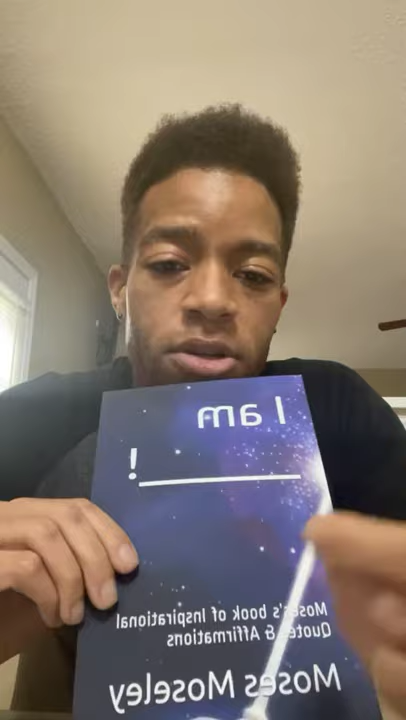 I am
!
Moses's book of Inspirational
Quotes & Affirmations
Moses Moseley